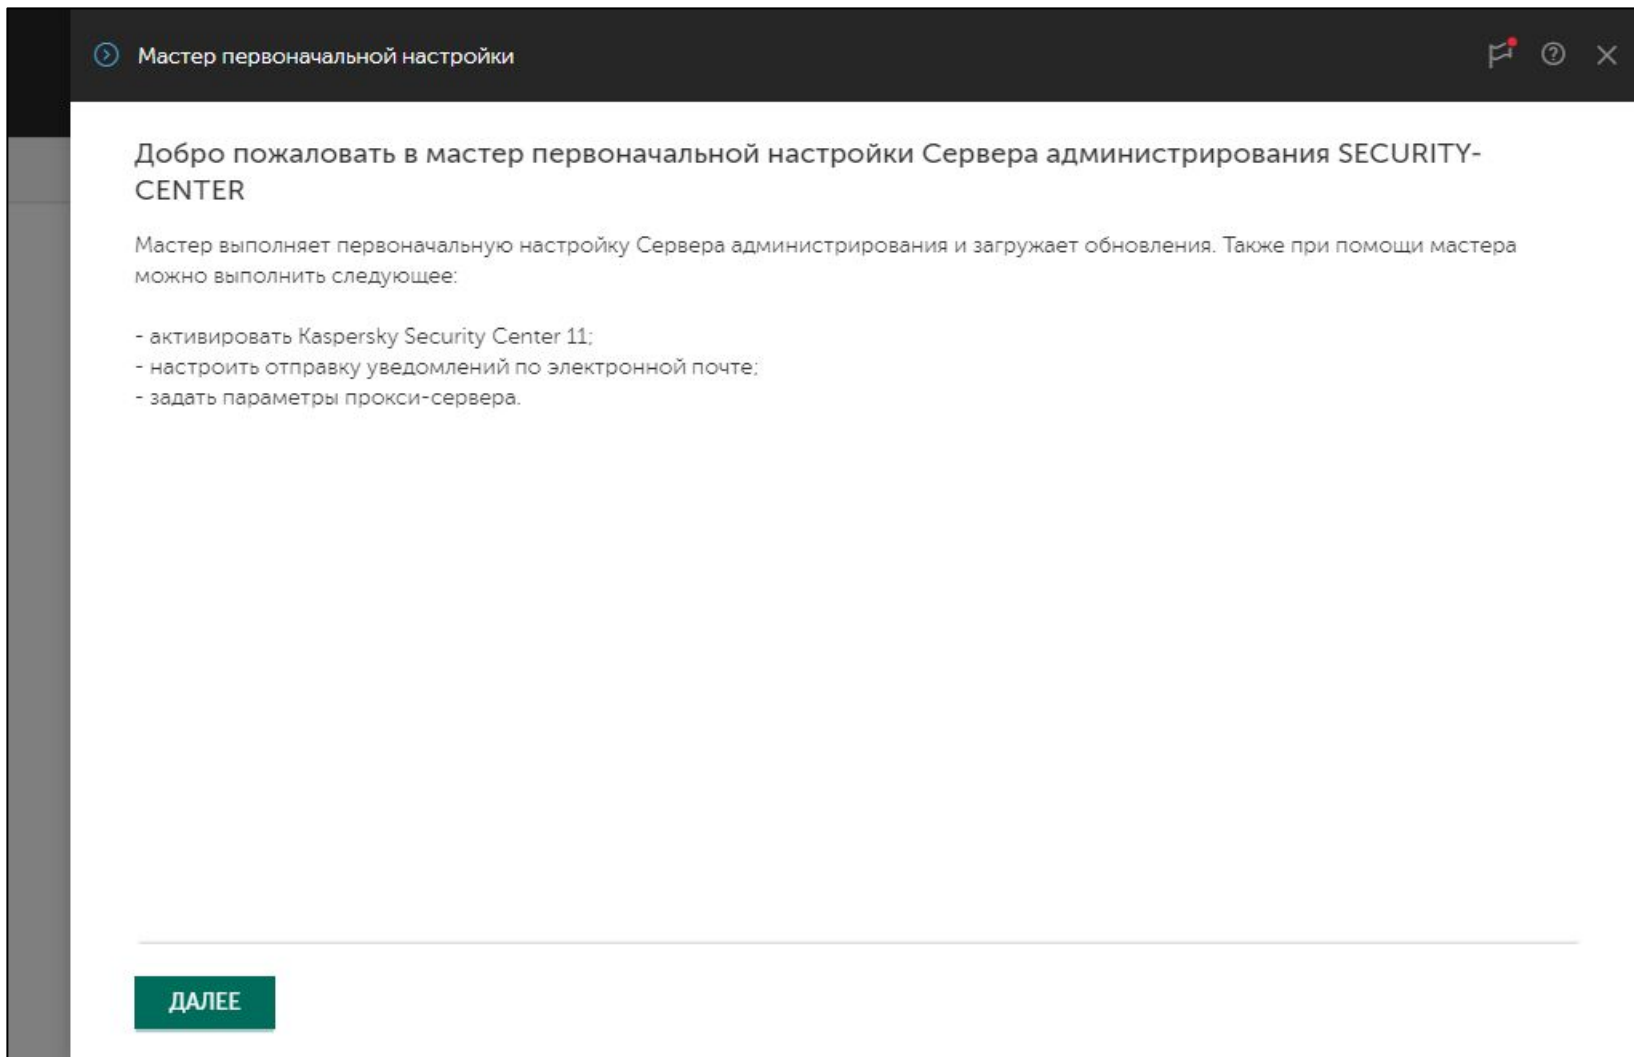 Мастер первоначальной настройки
Добро пожаловать в мастер первоначальной настройки Сервера администрирования SECURITY-
CENTER
Мастер выполняет первоначальную настройку Сервера администрирования и загружает обновления. Также при помощи мастера
можно выполнить следующее:
- активировать Kaspersky Security Center 11;
- настроить отправку уведомлений по электронной почте;
- задать параметры прокси-сервера.
ДАЛЕЕ